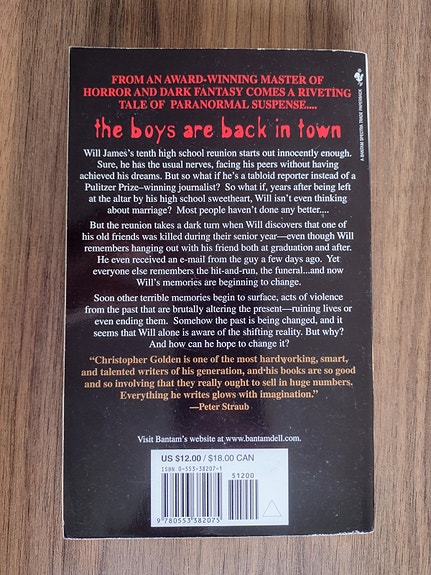 FROM AN AWARD-WINNING MASTER OF
HORROR AND DARK FANTASY COMES A RIVETING
TALE OF PARANORMAL SUSPENSE....
the boys are back in town
Will James's tenth high school reunion starts out innocently enough.
Sure, he has the usual nerves, facing his peers without having
achieved his dreams. But so what if he's a tabloid reporter instead of a
Pulitzer Prize–winning journalist? So what if, years after being left
at the altar by his high school sweetheart, Will isn't even thinking
about marriage? Most people haven't done any better....
But the reunion takes a dark turn when Will discovers that one of
his old friends was killed during their senior year—even though Will
remembers hanging out with his friend both at graduation and after.
He even received an e-mail from the guy a few days ago. Yet
everyone else remembers the hit-and-run, the funeral...and now
Will's memories are beginning to change.
Soon other terrible memories begin to surface, acts of violence
from the past that are brutally altering the present—ruining lives or
even ending them. Somehow the past is being changed, and it
seems that Will alone is aware of the shifting reality. But why?
And how can he hope to change it?
“Christopher Golden is one of the most hardworking, smart,
and talented writers of his generation, and his books are so good
and so involving that they really ought to sell in huge numbers.
Everything he writes glows with imagination.”
—Peter Straub
Visit Bantam's website at www.bantamdell.com.
US $12.00 / $18.00 CAN
ISBN 0-553-38207-1
51200
9 780553 382075
A BANTAM SPECTRA TRADE PAPERBACK